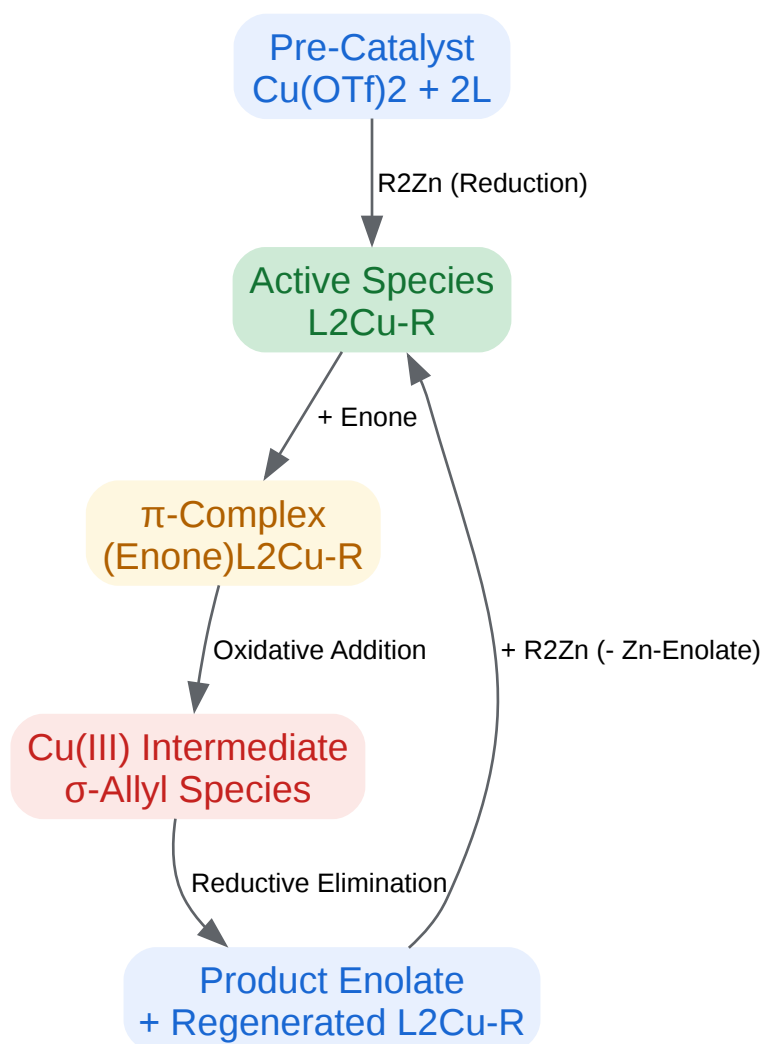 Pre-Catalyst
Cu(OTf)2 + 2L
R2Zn (Reduction)
Active Species
L2Cu-R
+ Enone
π-Complex
(Enone)L2Cu-R
Oxidative Addition
+ R2Zn (- Zn-Enolate)
Cu(III) Intermediate
σ-Allyl Species
Reductive Elimination
Product Enolate
+ Regenerated L2Cu-R